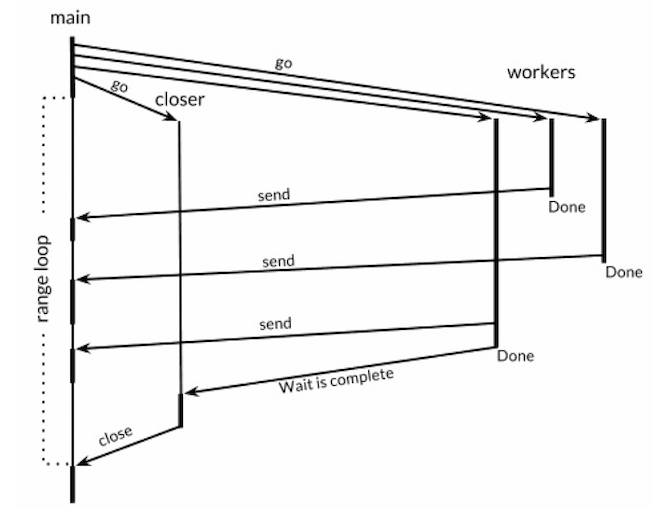 main
go
workers
go
closer
send
Done
send
Done
range loop
send
Done
Wait is complete
close